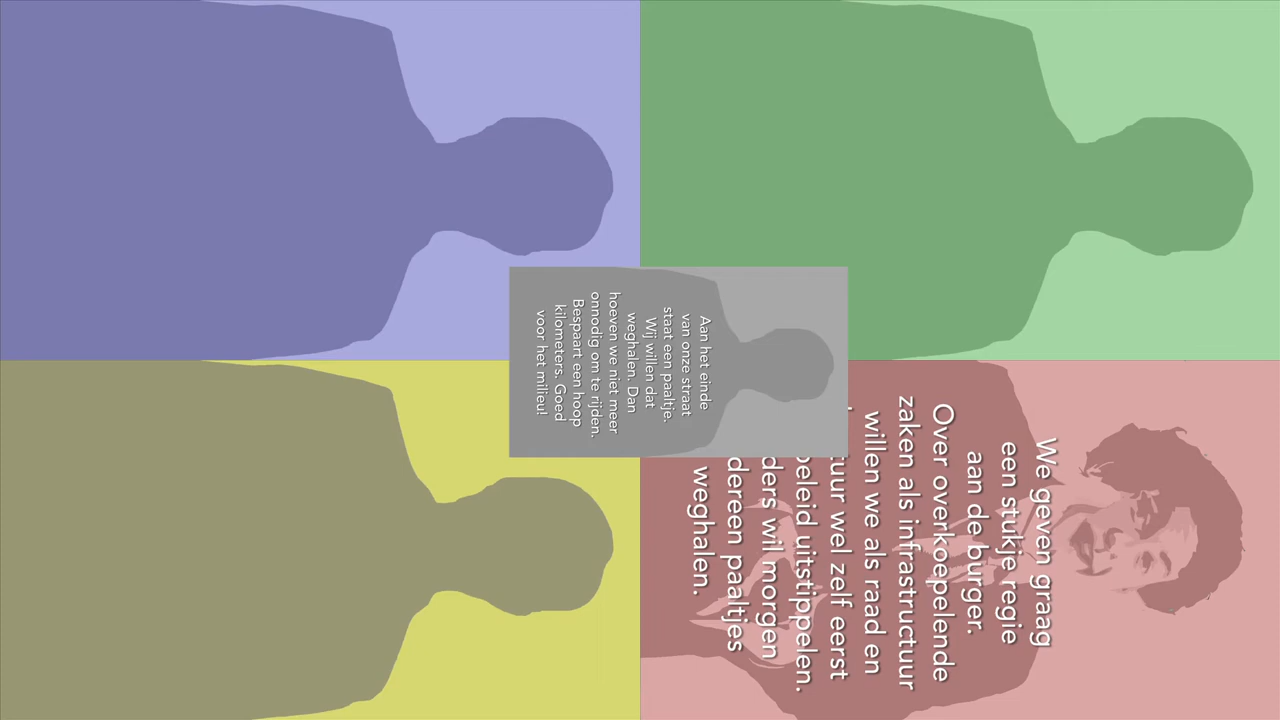 Aan het einde
van onze straat
staat een paaltje.
Wij willen dat
weghalen. Dan
hoeven we niet meer
onnodig om te rijden.
Bespaart een hoop
kilometers. Goed
voor het milieu!
We geven graag
een stukje regie
aan de burger.
Over overkoepelende
zaken als infrastructuur
willen we als raad en
wel zelf eerst
beleid uitstippelen.
wil morgen
paaltjes
weghalen.